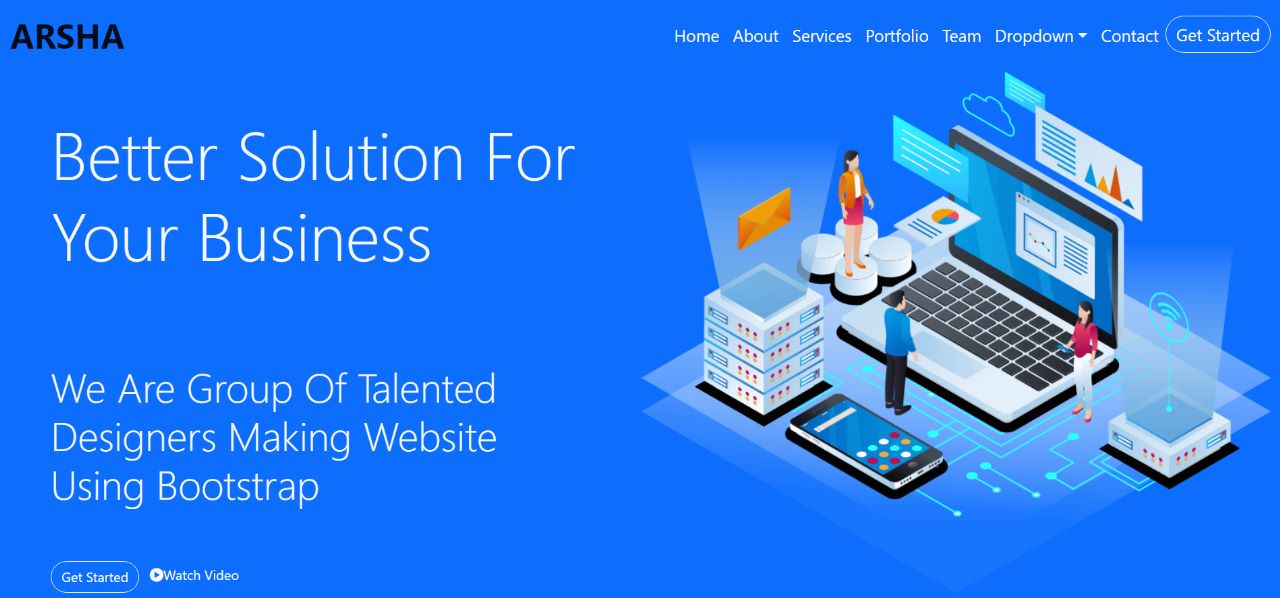 ARSHA
Home About Services Portfolio Team Dropdown Contact Get Started
Better Solution For
Your Business
We Are Group Of Talented
Designers Making Website
Using Bootstrap
Get Started Watch Video